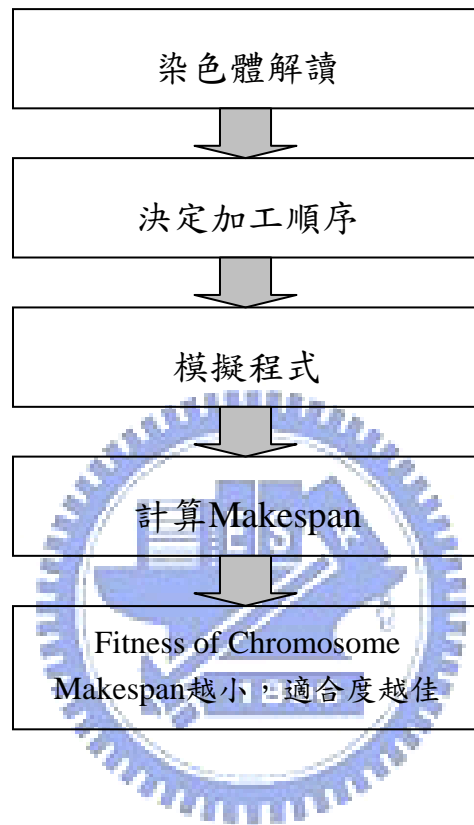 染色體解讀
決定加工順序
模擬程式
計算Makespan
Fitness of Chromosome
Makespan越小，適合度越佳